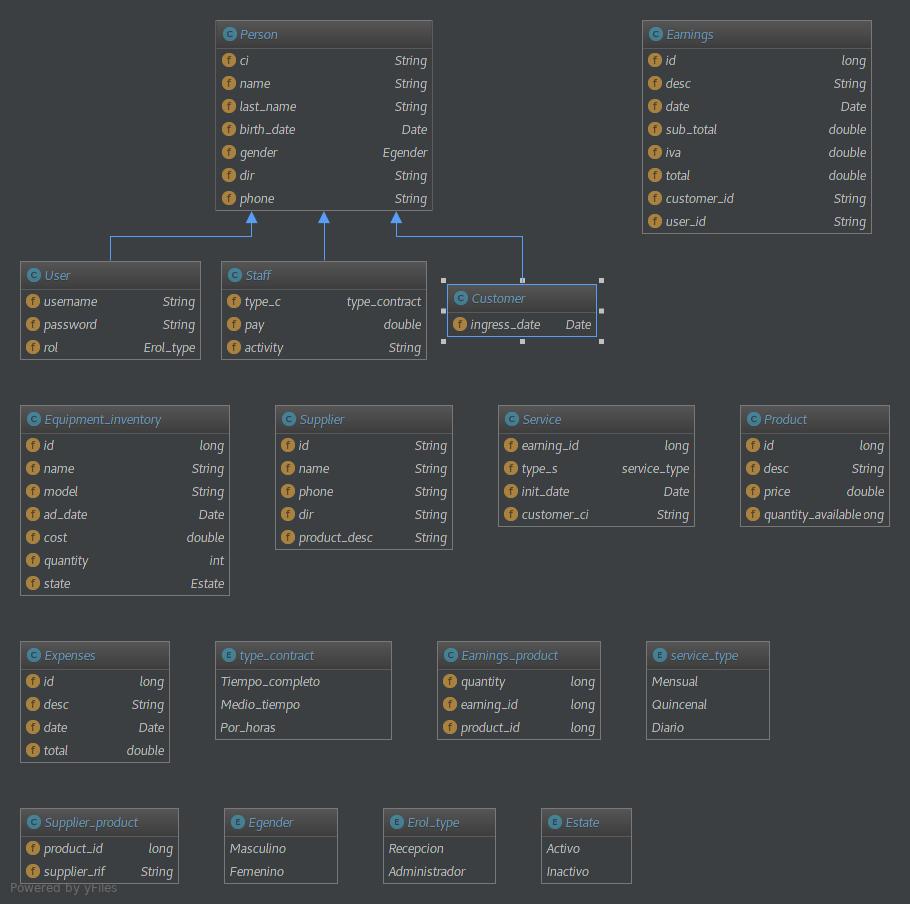 C Person
f ci String
f name String
f last_name String
f birth_date Date
f gender Egender
f dir String
f phone String
C Earnings
f id long
f desc String
f date Date
f sub_total double
f iva double
f total double
f customer_id String
f user_id String
C User
f username String
f password String
f rol Erol_type
C Staff
f type_c type_contract
f pay double
f activity String
C Customer
f ingress_date Date
C Equipment_inventory
f id long
f name String
f model String
f ad_date Date
f cost double
f quantity int
f state Estate
C Supplier
f id String
f name String
f phone String
f dir String
f product_desc String
C Service
f earning_id long
f type_s service_type
f init_date Date
f customer_ci String
C Product
f id long
f desc String
f price double
f quantity_available ong
C Expenses
f id long
f desc String
f date Date
f total double
E type_contract
Tiempo_completo
Medio_tiempo
Por_horas
C Earnings_product
f quantity long
f earning_id long
f product_id long
E service_type
Mensual
Quincenal
Diario
C Supplier_product
f product_id long
f supplier_rif String
E Egender
Masculino
Femenino
E Erol_type
Recepcion
Administrador
E Estate
Activo
Inactivo
Powered by yFiles